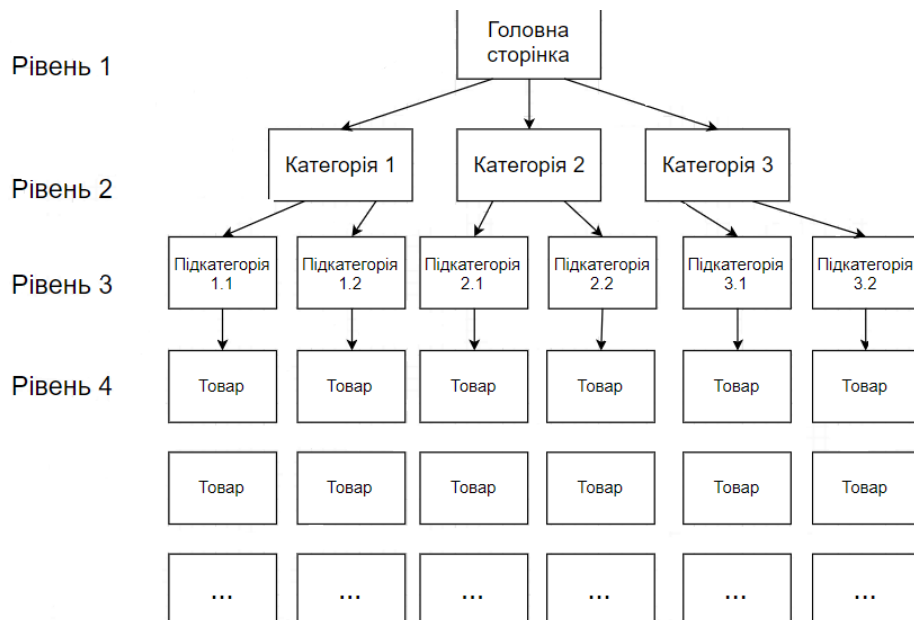 Головна
сторінка
Рівень 1
Категорія 1
Категорія 2
Категорія 3
Рівень 2
Підкатегорія
1.1
Підкатегорія
1.2
Підкатегорія
2.1
Підкатегорія
2.2
Підкатегорія
3.1
Підкатегорія
3.2
Рівень 3
Рівень 4
Товар
Товар
Товар
Товар
Товар
Товар
Товар
Товар
Товар
Товар
Товар
Товар
...
...
...
...
...
...